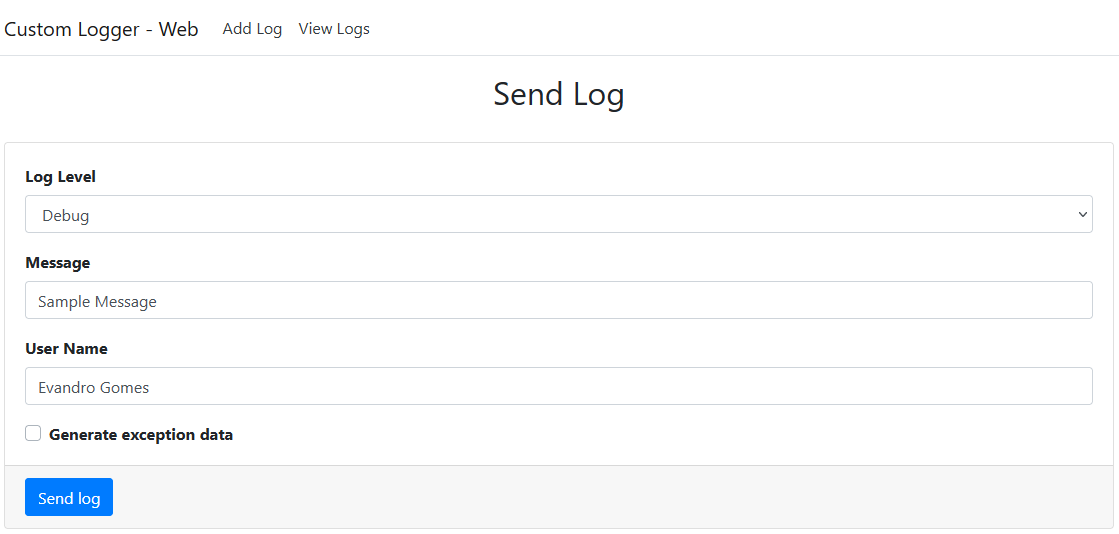 Custom Logger - Web Add Log View Logs
Send Log
Log Level
Debug
Message
Sample Message
User Name
Evandro Gomes
Generate exception data
Send log